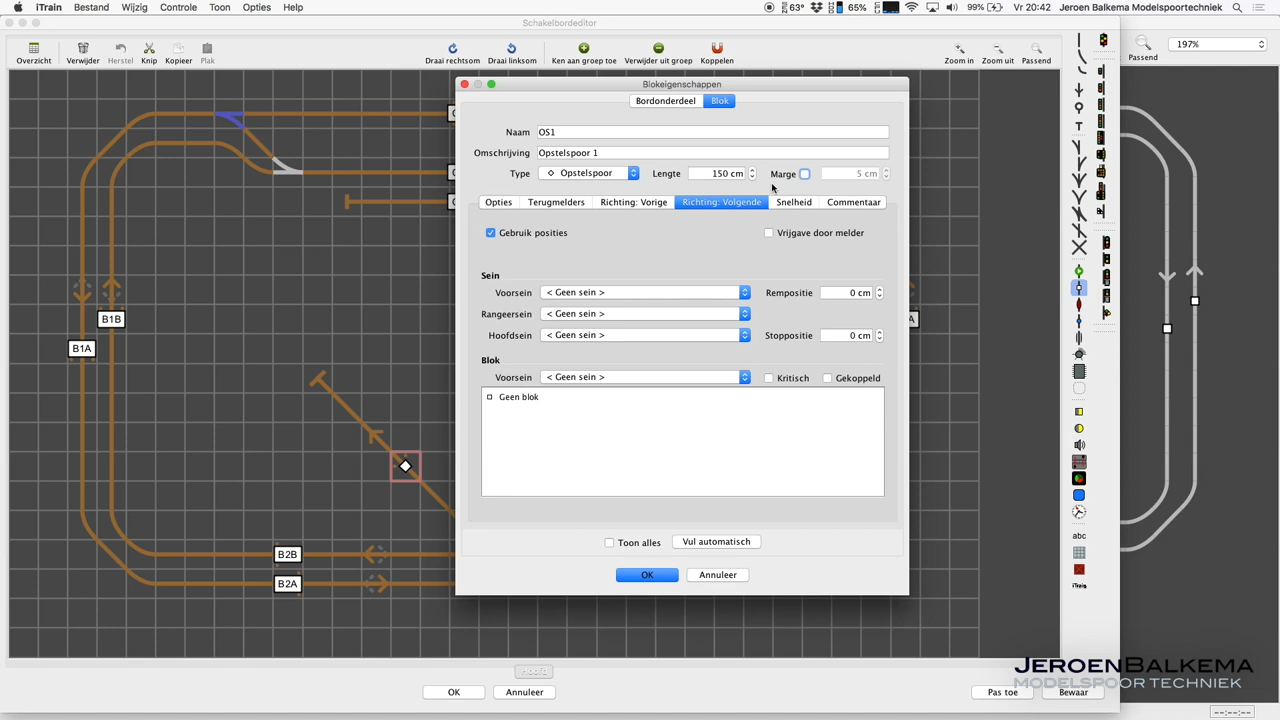 iTrain Bestand Wijzig Controle Toon Opties Help 63° 65% 99% Vr 20:42 Jeroen Balkema Modelspoortechniek
Schakelbordeditor
Overzicht Verwijder Herstel Knip Kopieer Plak Draai rechtsom Draai linksom Ken aan groep toe Verwijder uit groep Koppelen Zoom in Zoom uit Passend Passend 197%
Blokeigenschappen
Bordonderdeel Blok
Naam OS1
Omschrijving Opstelspoor 1
Type Opstelspoor Lengte 150 cm Marge 5 cm
Opties Terugmelders Richting: Vorige Richting: Volgende Snelheid Commentaar
Gebruik posities Vrijgave door melder
Sein
Voorsein < Geen sein > Rempositie 0 cm
Rangeersein < Geen sein >
Hoofdsein < Geen sein > Stoppositie 0 cm
Blok
Voorsein < Geen sein > Kritisch Gekoppeld
Geen blok
Toon alles Vul automatisch
OK Annuleer
B1B
B1A
B2B
B2A
A
abc
iTrain
Hoofd
OK Annuleer Pas toe Bewaar
JEROENBALKEMA
MODELSPOORTECHNIEK
--:--:--